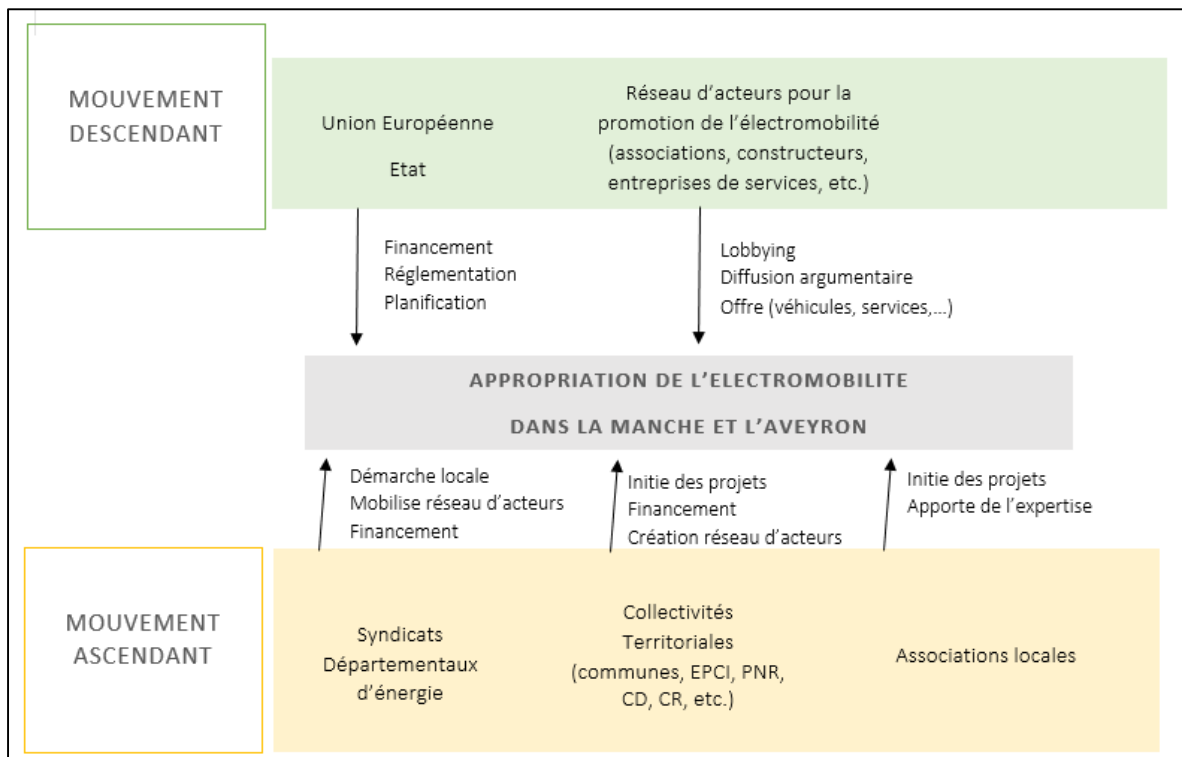 MOUVEMENT
DESCENDANT
Union Européenne
Etat
Réseau d'acteurs pour la
promotion de l'électromobilité
(associations, constructeurs,
entreprises de services, etc.)
Financement
Réglementation
Planification
Lobbying
Diffusion argumentaire
Offre (véhicules, services,...)
APPROPRIATION DE L'ELECTROMOBILITE
DANS LA MANCHE ET L'AVEYRON
Démarche locale
Mobilise réseau d'acteurs
Financement
Initie des projets
Financement
Création réseau d'acteurs
Initie des projets
Apporte de l'expertise
MOUVEMENT
ASCENDANT
Syndicats
Départementaux
d'énergie
Collectivités
Territoriales
(communes, EPCI, PNR,
CD, CR, etc.)
Associations locales